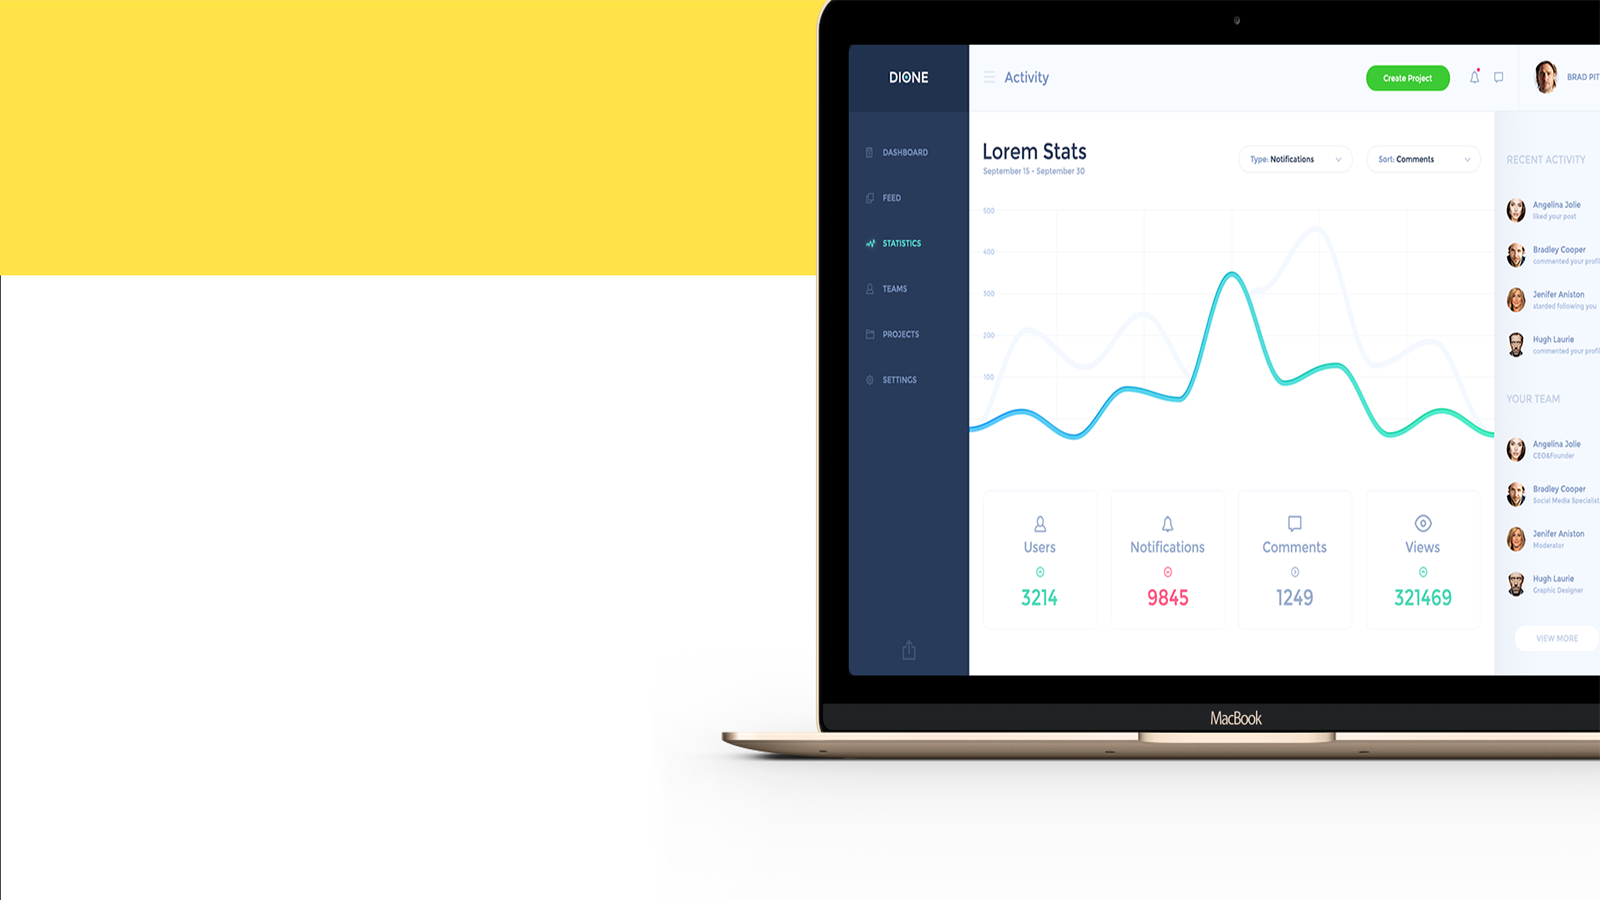 DIONE
Activity
Create Project
BRAD PIT
DASHBOARD
FEED
STATISTICS
TEAMS
PROJECTS
SETTINGS
Lorem Stats
September 15 - September 30
Type: Notifications
Sort: Comments
500
400
300
200
100
Users
3214
Notifications
9845
Comments
1249
Views
321469
RECENT ACTIVITY
Angelina Jolie
liked your post
Bradley Cooper
commented your profil
Jenifer Aniston
starded following you
Hugh Laurie
commented your profil
YOUR TEAM
Angelina Jolie
CEO&Founder
Bradley Cooper
Social Media Specialist
Jenifer Aniston
Moderator
Hugh Laurie
Graphic Designer
VIEW MORE
MacBook